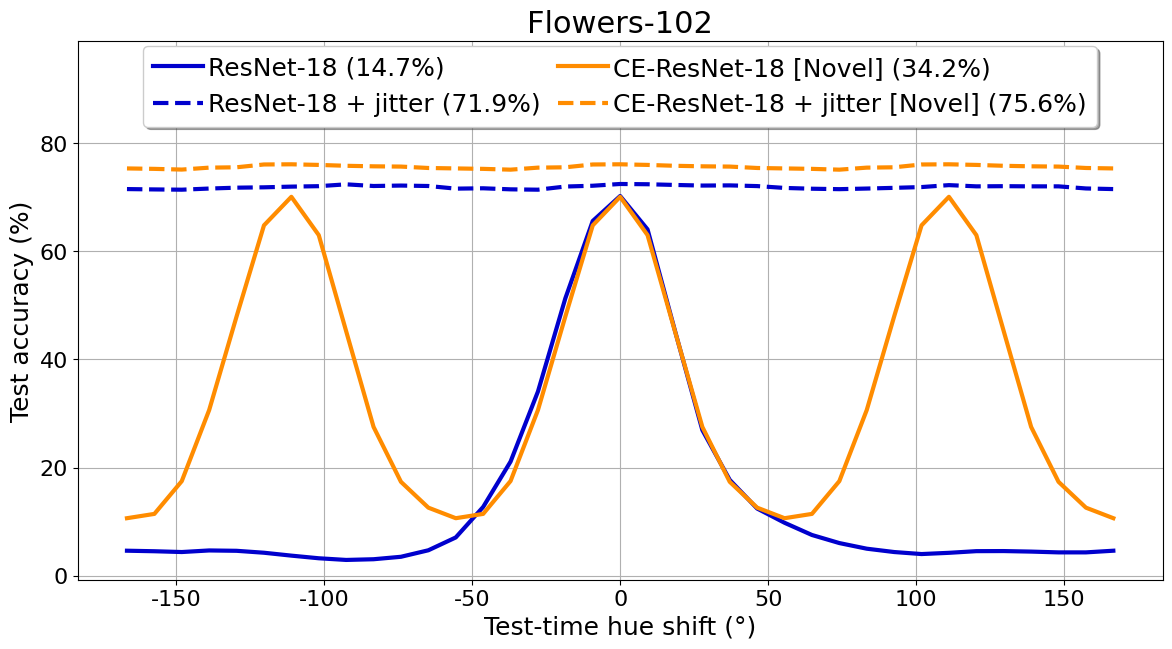 Flowers-102
ResNet-18 (14.7%)
ResNet-18 + jitter (71.9%)
CE-ResNet-18 [Novel] (34.2%)
CE-ResNet-18 + jitter [Novel] (75.6%)
Test accuracy (%)
80
60
40
20
0
-150 -100 -50 0 50 100 150
Test-time hue shift (°)